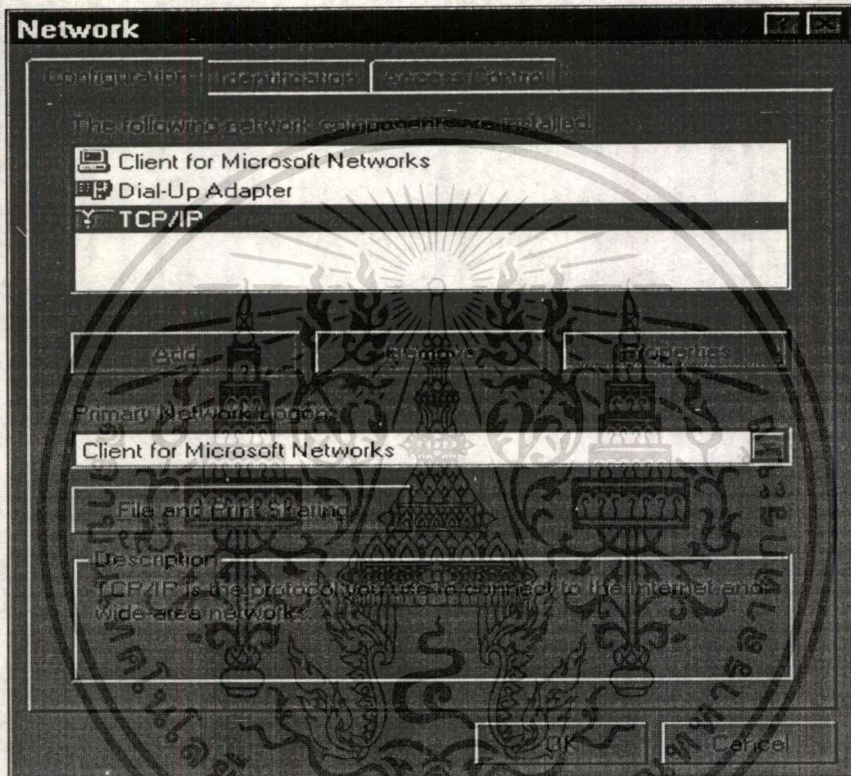 Network
Configuration Identification Access Control
The following network components are installed
Client for Microsoft Networks
Dial-Up Adapter
TCP/IP
Add Remove Properties
Primary Network Logon:
Client for Microsoft Networks
File and Print Sharing
Description
TCP/IP is the protocol you use to connect to the Internet and
wide-area networks.
OK Cancel